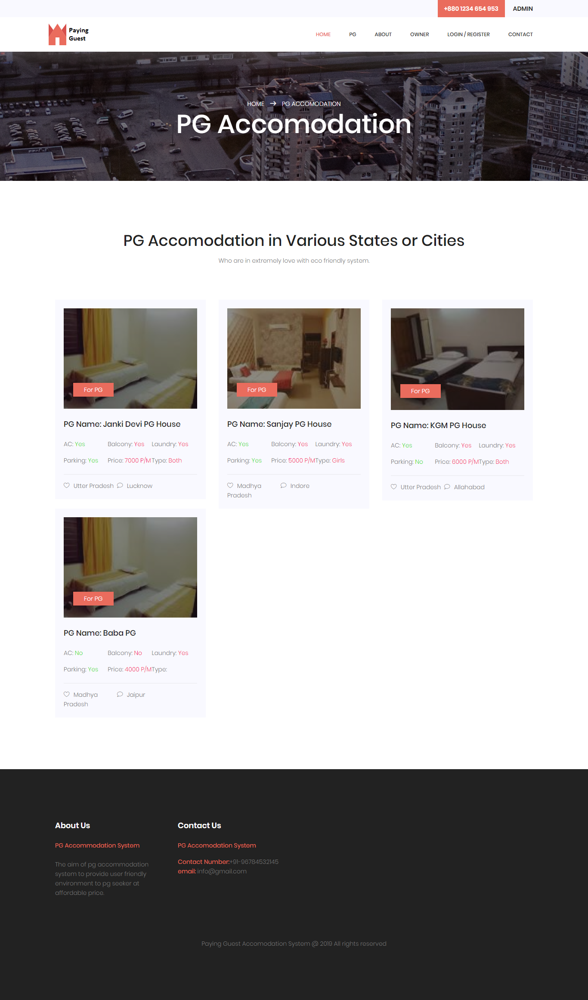 +880 1234 654 953 ADMIN
Paying
Guest
HOME PG ABOUT OWNER LOGIN / REGISTER CONTACT
HOME → PG ACCOMODATION
PG Accomodation
PG Accomodation in Various States or Cities
Who are in extremely love with eco friendly system.
For PG
PG Name: Janki Devi PG House
AC: Yes Balcony: Yes Laundry: Yes
Parking: Yes Price: 7000 P/M Type: Both
Utter Pradesh Lucknow
For PG
PG Name: Sanjay PG House
AC: Yes Balcony: Yes Laundry: Yes
Parking: Yes Price: 5000 P/M Type: Girls
Madhya Indore
Pradesh
For PG
PG Name: KGM PG House
AC: Yes Balcony: Yes Laundry: Yes
Parking: No Price: 6000 P/M Type: Both
Utter Pradesh Allahabad
For PG
PG Name: Baba PG
AC: No Balcony: No Laundry: Yes
Parking: Yes Price: 4000 P/M Type:
Madhya Jaipur
Pradesh
About Us
PG Accommodation System
The aim of pg accommodation
system to provide user friendly
environment to pg seeker at
affordable price.
Contact Us
PG Accomodation System
Contact Number:+91-96784532145
email: info@gmail.com
Paying Guest Accomodation System @ 2019 All rights reserved